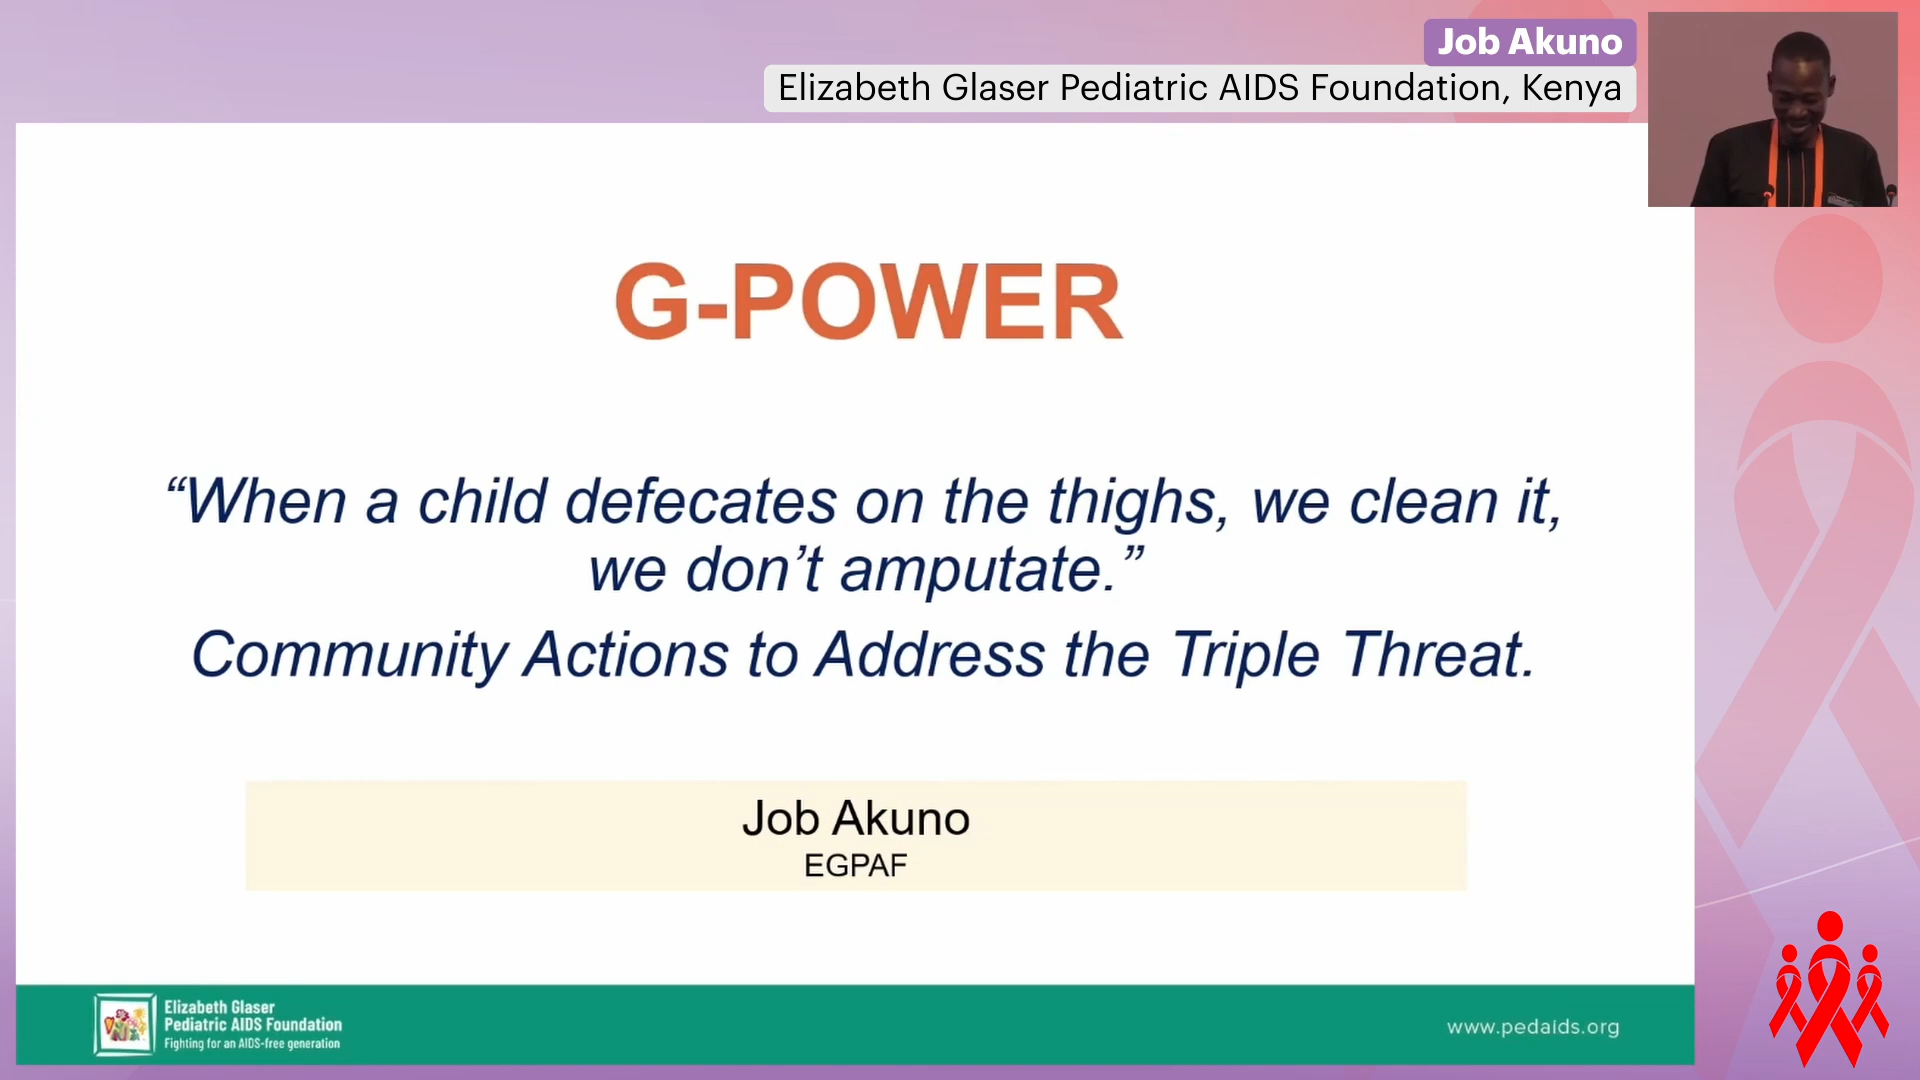 Job Akuno
Elizabeth Glaser Pediatric AIDS Foundation, Kenya
G-POWER
“When a child defecates on the thighs, we clean it,
we don’t amputate.”
Community Actions to Address the Triple Threat.
Job Akuno
EGPAF
Elizabeth Glaser
Pediatric AIDS Foundation
Fighting for an AIDS-free generation
www.pedaids.org